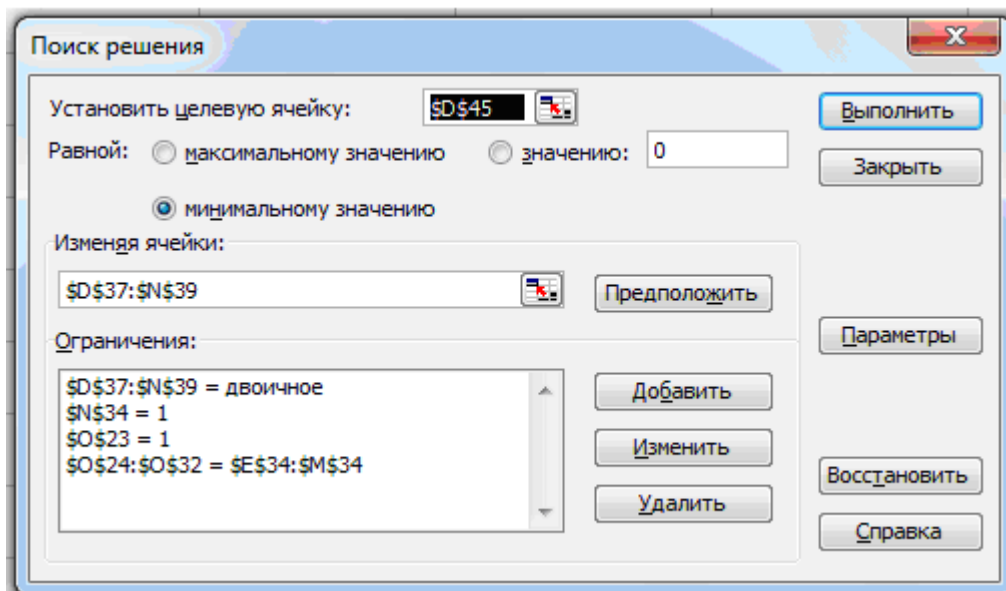 Поиск решения
Установить целевую ячейку: $D$45 Выполнить
Равной: максимальному значению значению: 0 Закрыть
минимальному значению
Изменяя ячейки:
$D$37:$N$39 Предположить
Ограничения: Параметры
$D$37:$N$39 = двоичное Добавить
$N$34 = 1
$O$23 = 1 Изменить
$O$24:$O$32 = $E$34:$M$34
Восстановить
Удалить
Справка